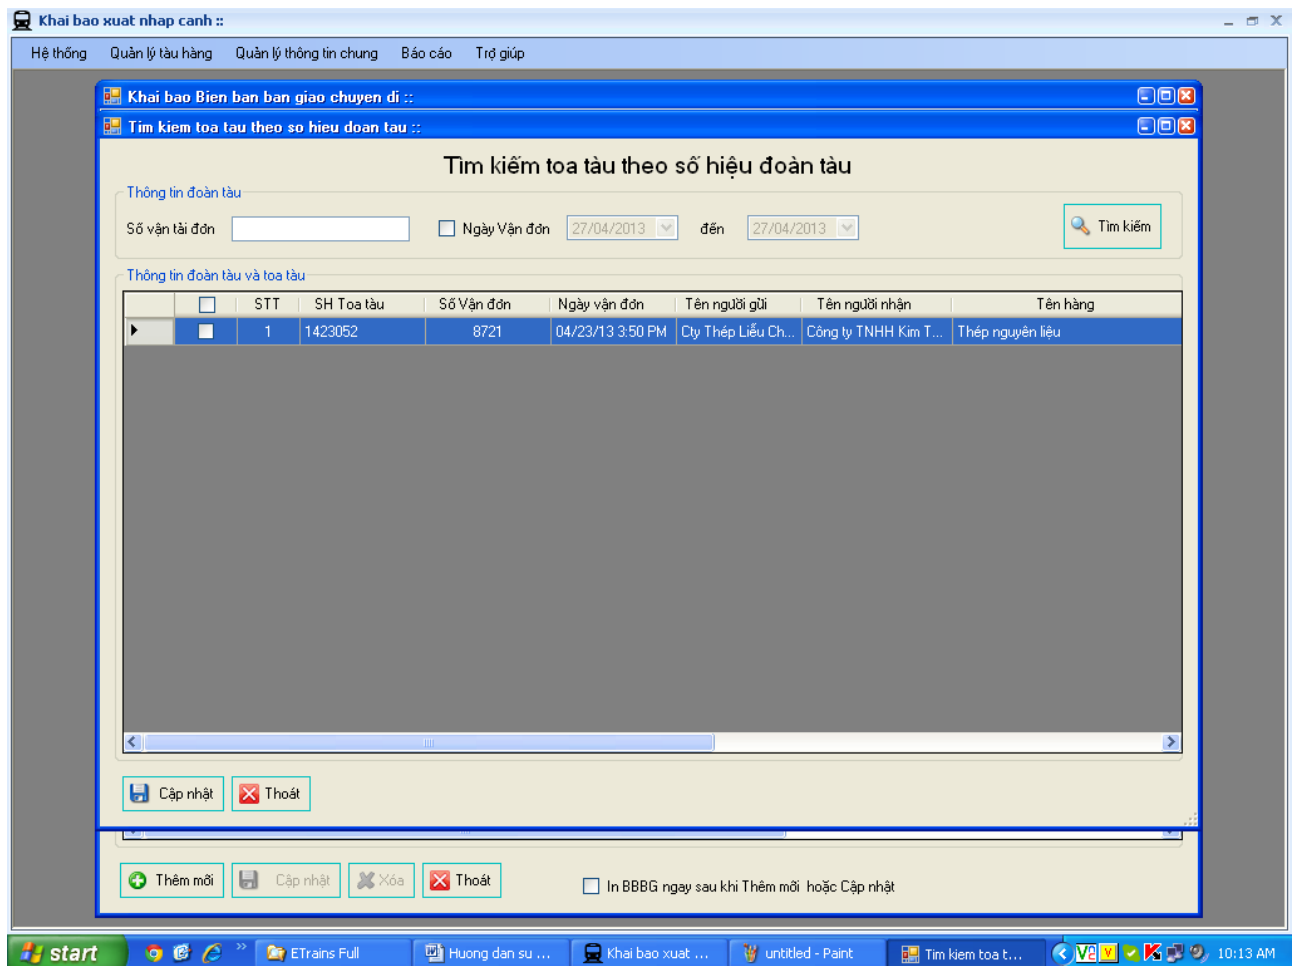 Khai bao xuat nhap canh ::
Hệ thống Quản lý tàu hàng Quản lý thông tin chung Báo cáo Trợ giúp
Khai bao Bien ban ban giao chuyen di ::
Tim kiem toa tau theo so hieu doan tau ::
Tìm kiếm toa tàu theo số hiệu đoàn tàu
Thông tin đoàn tàu
Số vận tải đơn Ngày Vận đơn 27/04/2013 đến 27/04/2013 Tìm kiếm
Thông tin đoàn tàu và toa tàu
STT SH Toa tàu Số Vận đơn Ngày vận đơn Tên người gửi Tên người nhận Tên hàng
1 1423052 8721 04/23/13 3:50 PM Cty Thép Liễu Ch... Công ty TNHH Kim T... Thép nguyên liệu
Cập nhật Thoát
Thêm mới Cập nhật Xóa Thoát In BBBG ngay sau khi Thêm mới hoặc Cập nhật
start ETrains Full Huong dan su ... Khai bao xuat ... untitled - Paint Tim kiem toa t... 10:13 AM